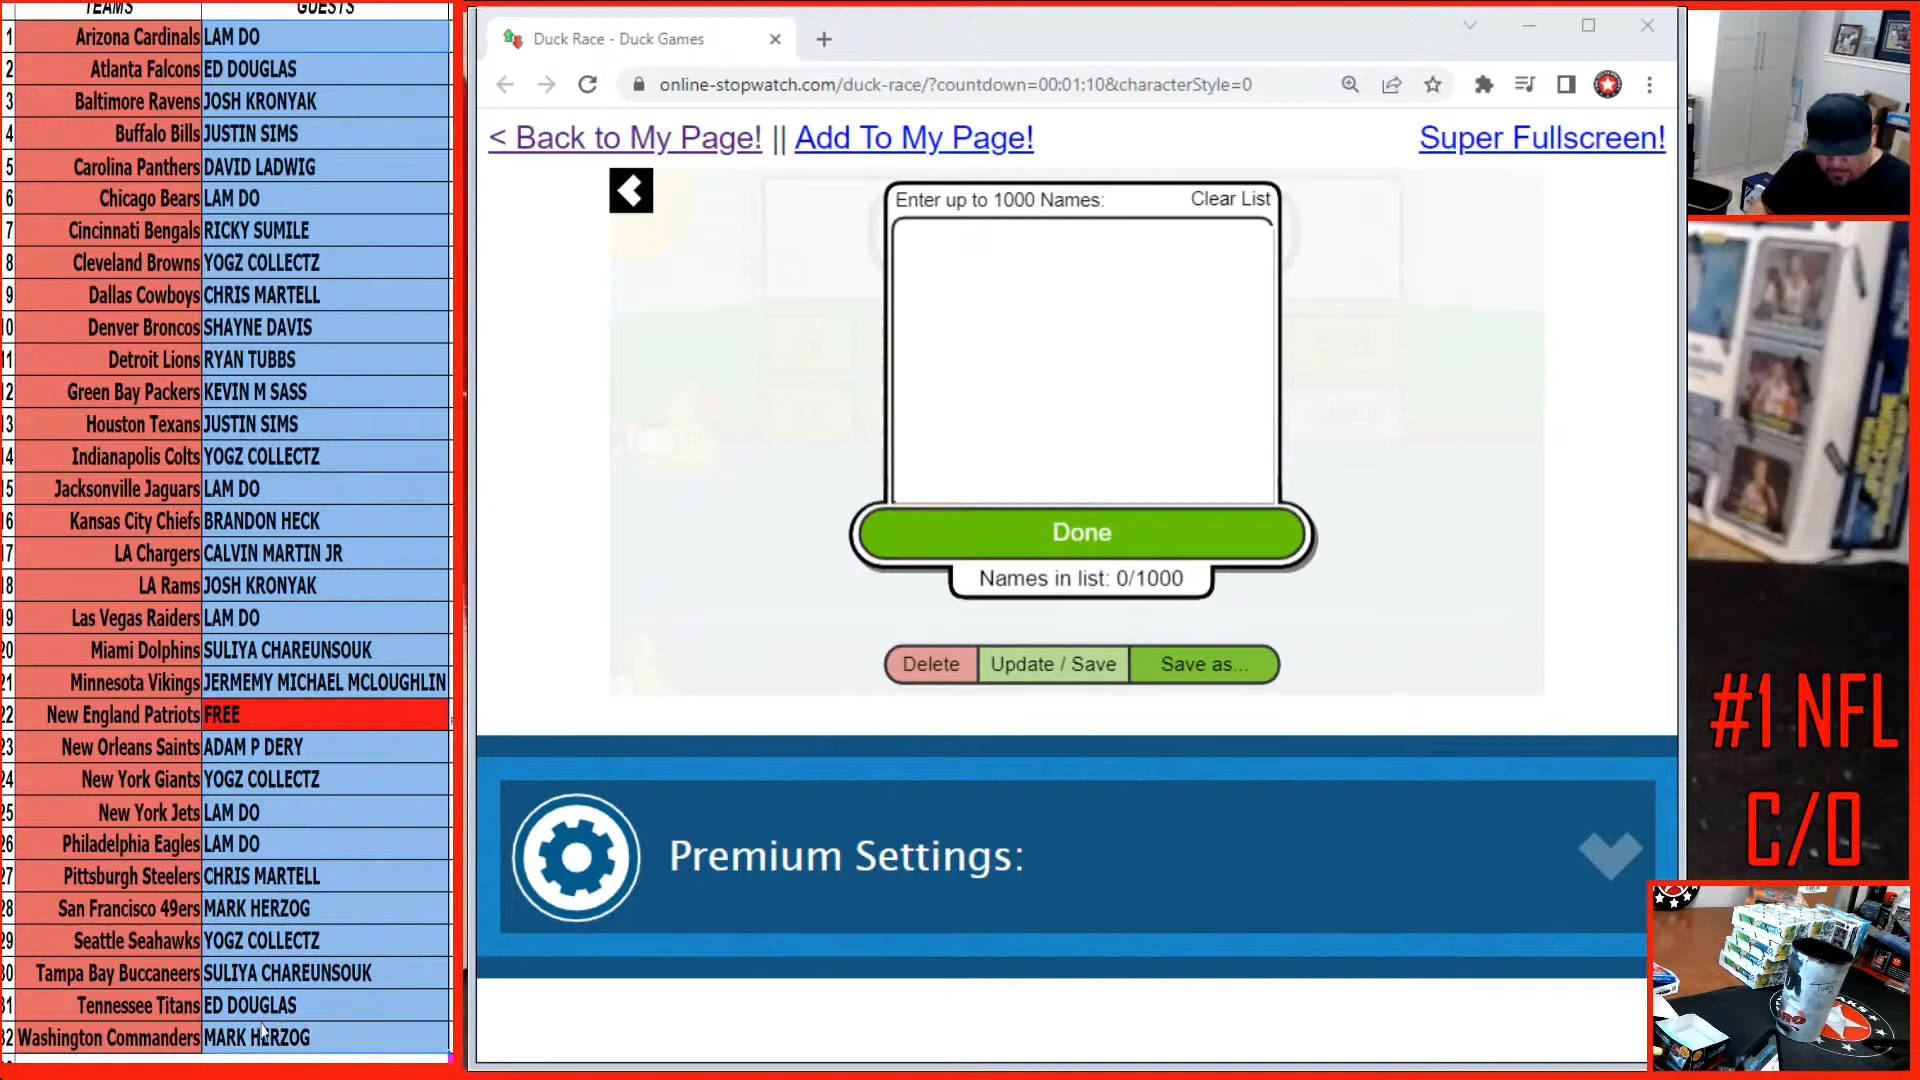 TEAMS GUESTS
1 Arizona Cardinals LAM DO
2 Atlanta Falcons ED DOUGLAS
3 Baltimore Ravens JOSH KRONYAK
4 Buffalo Bills JUSTIN SIMS
5 Carolina Panthers DAVID LADWIG
6 Chicago Bears LAM DO
7 Cincinnati Bengals RICKY SUMILE
8 Cleveland Browns YOGZ COLLECTZ
9 Dallas Cowboys CHRIS MARTELL
10 Denver Broncos SHAYNE DAVIS
11 Detroit Lions RYAN TUBBS
12 Green Bay Packers KEVIN M SASS
13 Houston Texans JUSTIN SIMS
14 Indianapolis Colts YOGZ COLLECTZ
15 Jacksonville Jaguars LAM DO
16 Kansas City Chiefs BRANDON HECK
17 LA Chargers CALVIN MARTIN JR
18 LA Rams JOSH KRONYAK
19 Las Vegas Raiders LAM DO
20 Miami Dolphins SULIYA CHAREUNSOUK
21 Minnesota Vikings JERMEMY MICHAEL MCLOUGHLIN
22 New England Patriots FREE
23 New Orleans Saints ADAM P DERY
24 New York Giants YOGZ COLLECTZ
25 New York Jets LAM DO
26 Philadelphia Eagles LAM DO
27 Pittsburgh Steelers CHRIS MARTELL
28 San Francisco 49ers MARK HERZOG
29 Seattle Seahawks YOGZ COLLECTZ
30 Tampa Bay Buccaneers SULIYA CHAREUNSOUK
31 Tennessee Titans ED DOUGLAS
32 Washington Commanders MARK HERZOG
Duck Race - Duck Games
online-stopwatch.com/duck-race/?countdown=00:01:10&characterStyle=0
< Back to My Page! || Add To My Page! Super Fullscreen!
Enter up to 1000 Names: Clear List
Done
Names in list: 0/1000
Delete Update / Save Save as...
Premium Settings:
#1 NFL
C/O